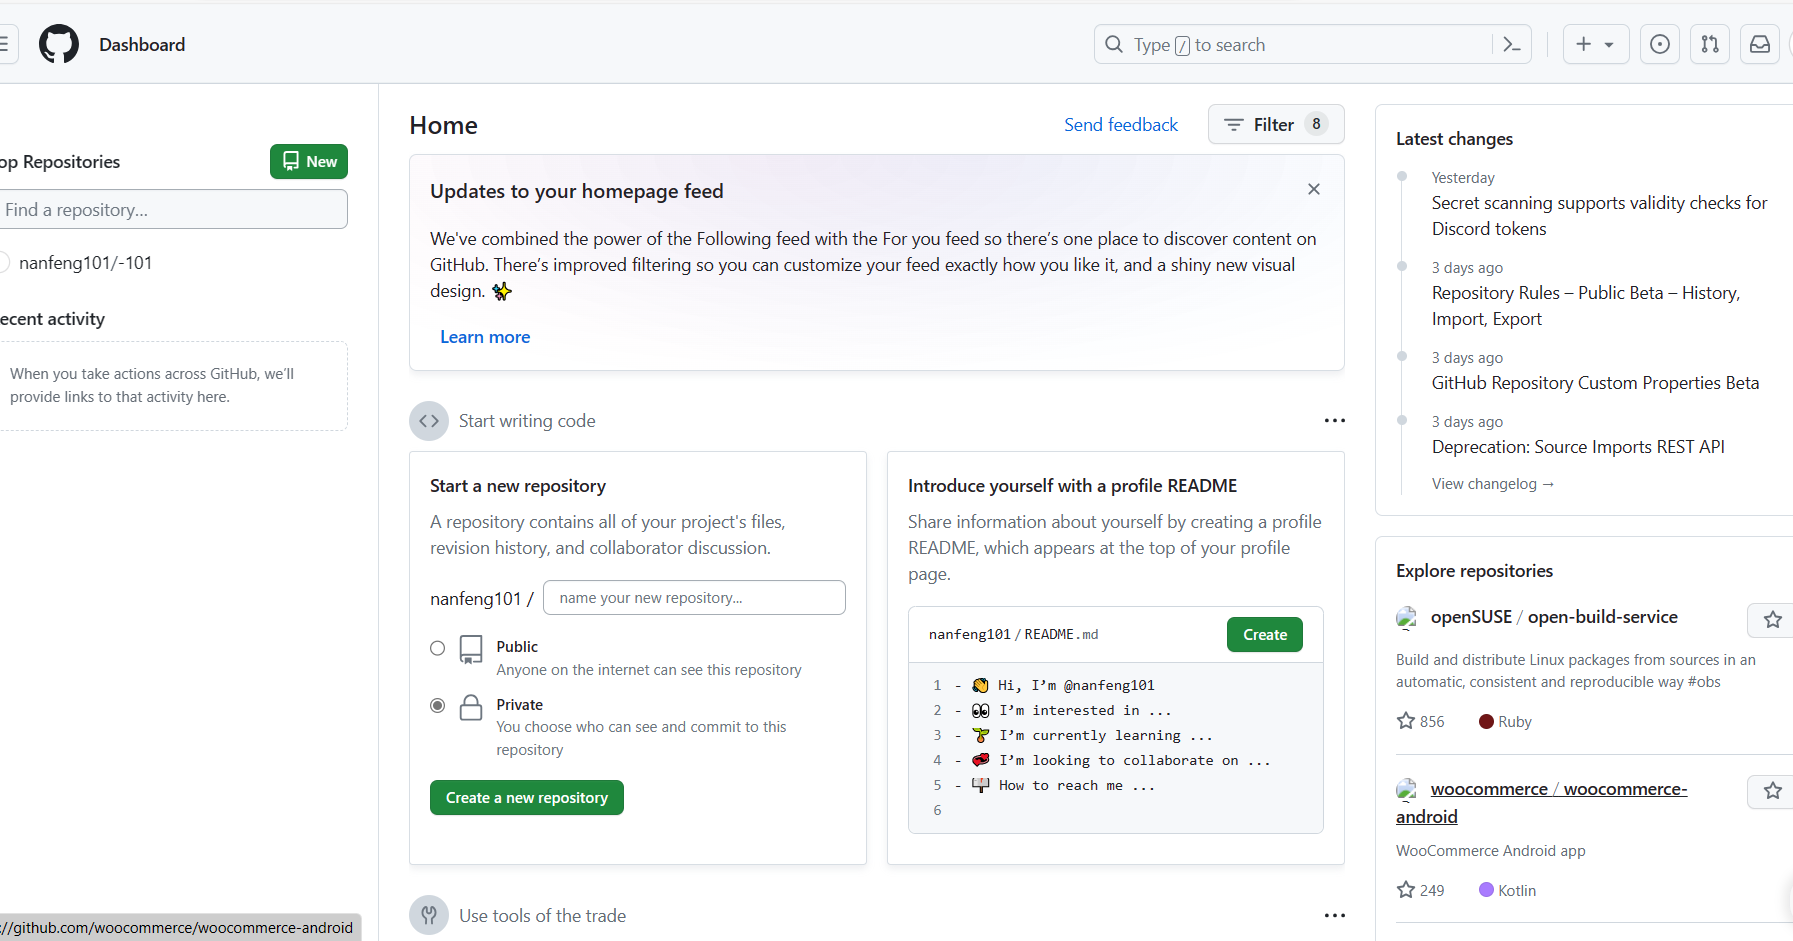 Dashboard
Type / to search
Top Repositories
New
Find a repository...
nanfeng101/-101
Recent activity
When you take actions across GitHub, we'll
provide links to that activity here.
Home
Send feedback
Filter 8
Updates to your homepage feed
We've combined the power of the Following feed with the For you feed so there's one place to discover content on
GitHub. There's improved filtering so you can customize your feed exactly how you like it, and a shiny new visual
design. ✨
Learn more
Start writing code
Start a new repository
A repository contains all of your project's files,
revision history, and collaborator discussion.
nanfeng101 / name your new repository...
Public
Anyone on the internet can see this repository
Private
You choose who can see and commit to this
repository
Create a new repository
Introduce yourself with a profile README
Share information about yourself by creating a profile
README, which appears at the top of your profile
page.
nanfeng101 / README.md
Create
1 - 👋 Hi, I'm @nanfeng101
2 - 👀 I'm interested in ...
3 - 🌱 I'm currently learning ...
4 - 💞️ I'm looking to collaborate on ...
5 - 📫 How to reach me ...
6
Use tools of the trade
Latest changes
Yesterday
Secret scanning supports validity checks for
Discord tokens
3 days ago
Repository Rules – Public Beta – History,
Import, Export
3 days ago
GitHub Repository Custom Properties Beta
3 days ago
Deprecation: Source Imports REST API
View changelog →
Explore repositories
openSUSE / open-build-service
Build and distribute Linux packages from sources in an
automatic, consistent and reproducible way #obs
856 Ruby
woocommerce / woocommerce-
android
WooCommerce Android app
249 Kotlin
://github.com/woocommerce/woocommerce-android